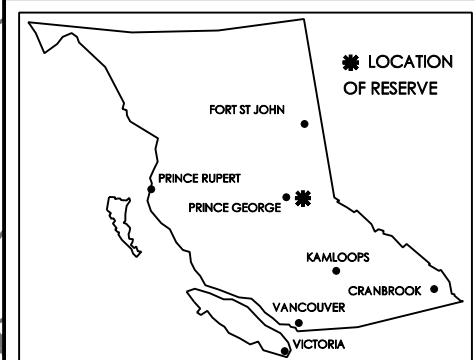 LOCATION
OF RESERVE
FORT ST JOHN
PRINCE RUPERT
PRINCE GEORGE
KAMLOOPS
CRANBROOK
VANCOUVER
VICTORIA